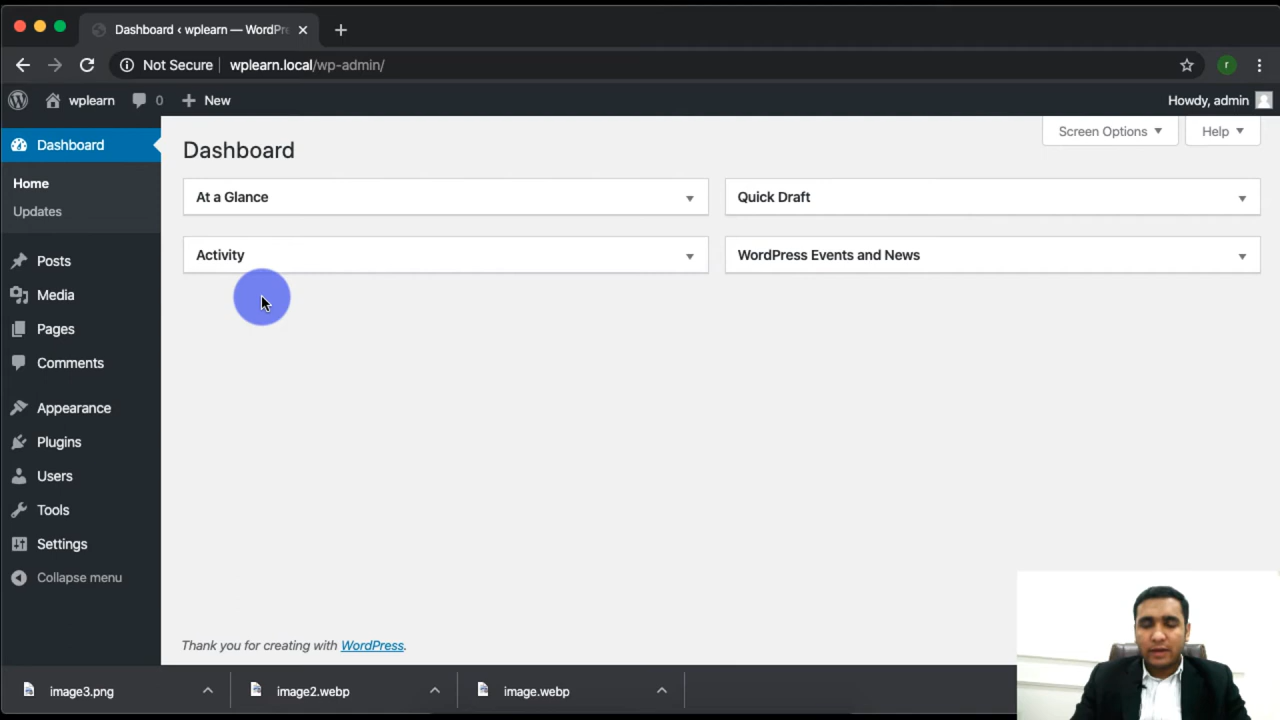 Dashboard ‹ wplearn — WordPre
Not Secure
wplearn.local/wp-admin/
r
wplearn
0
New
Howdy, admin
Dashboard
Home
Updates
Posts
Media
Pages
Comments
Appearance
Plugins
Users
Tools
Settings
Collapse menu
Screen Options
Help
Dashboard
At a Glance
Quick Draft
Activity
WordPress Events and News
Thank you for creating with WordPress.
image3.png
image2.webp
image.webp